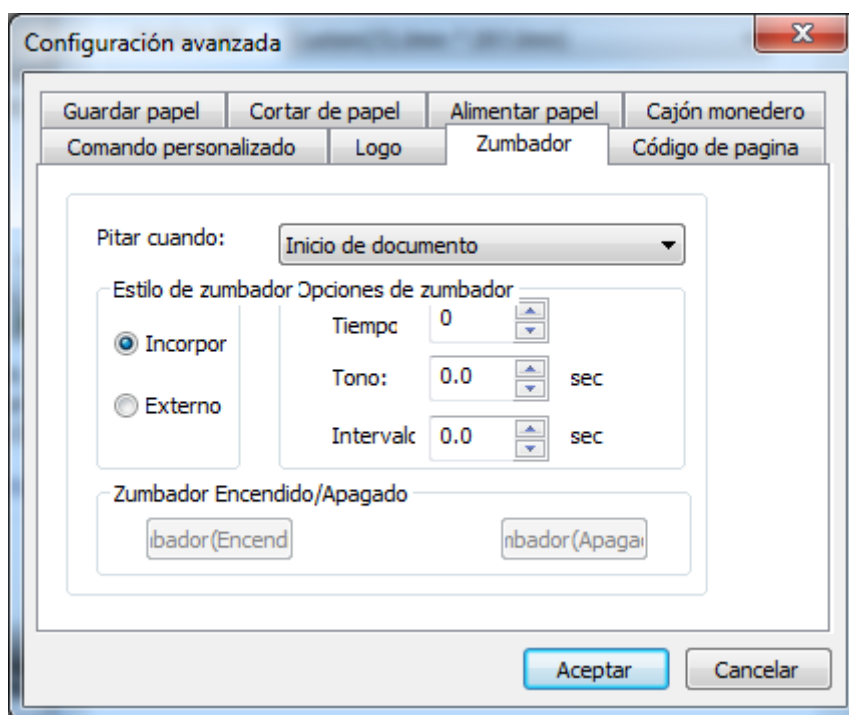 Configuración avanzada
Guardar papel Cortar de papel Alimentar papel Cajón monedero
Comando personalizado Logo Zumbador Código de pagina
Pitar cuando: Inicio de documento
Estilo de zumbador Opciones de zumbador
Incorpor
Externo
Tiempo 0
Tono: 0.0 sec
Intervalo 0.0 sec
Zumbador Encendido/Apagado
bador(Encend
nbador(Apaga
Aceptar Cancelar